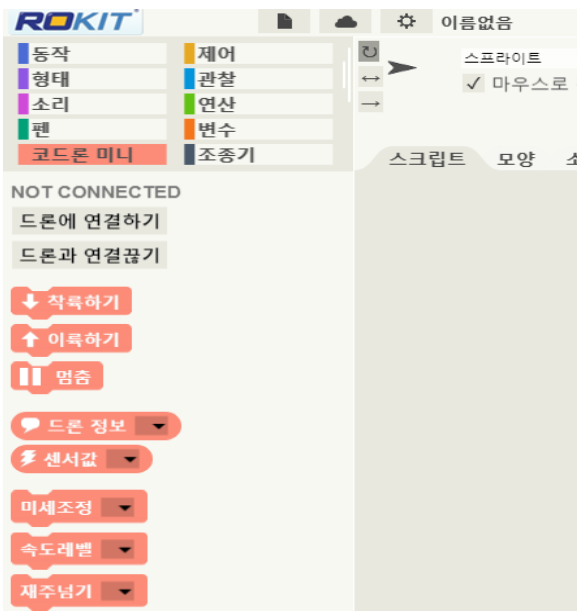 ROKIT
이름없음
동작 제어
형태 관찰
소리 연산
펜 변수
코드론 미니 조종기
스프라이트
마우스로
스크립트 모양
NOT CONNECTED
드론에 연결하기
드론과 연결끊기
착륙하기
이륙하기
멈춤
드론 정보
센서값
미세조정
속도레벨
재주넘기